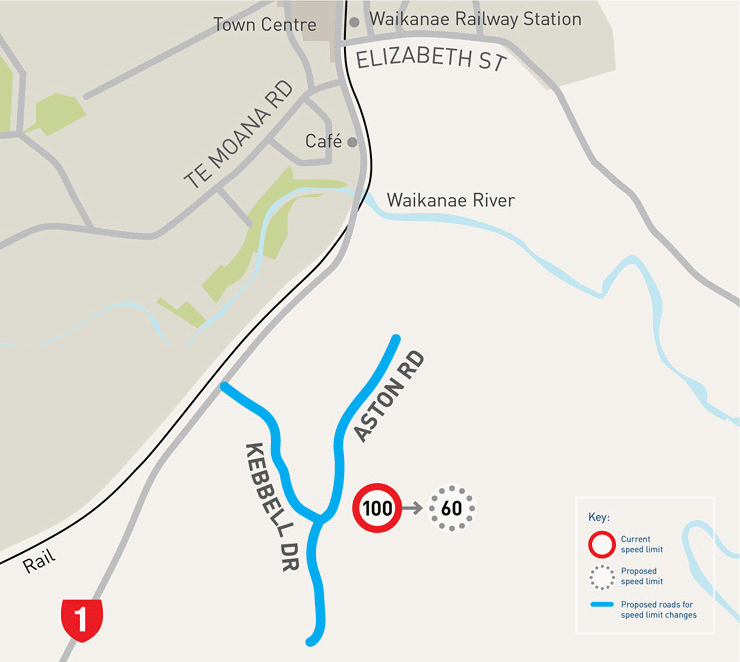 Town Centre
Waikanae Railway Station
ELIZABETH ST
TE MOANA RD
Café
Waikanae River
ASTON RD
KEBBELL DR
100
60
Rail
1
Key:
Current
speed limit
Proposed
speed limit
Proposed roads for
speed limit changes